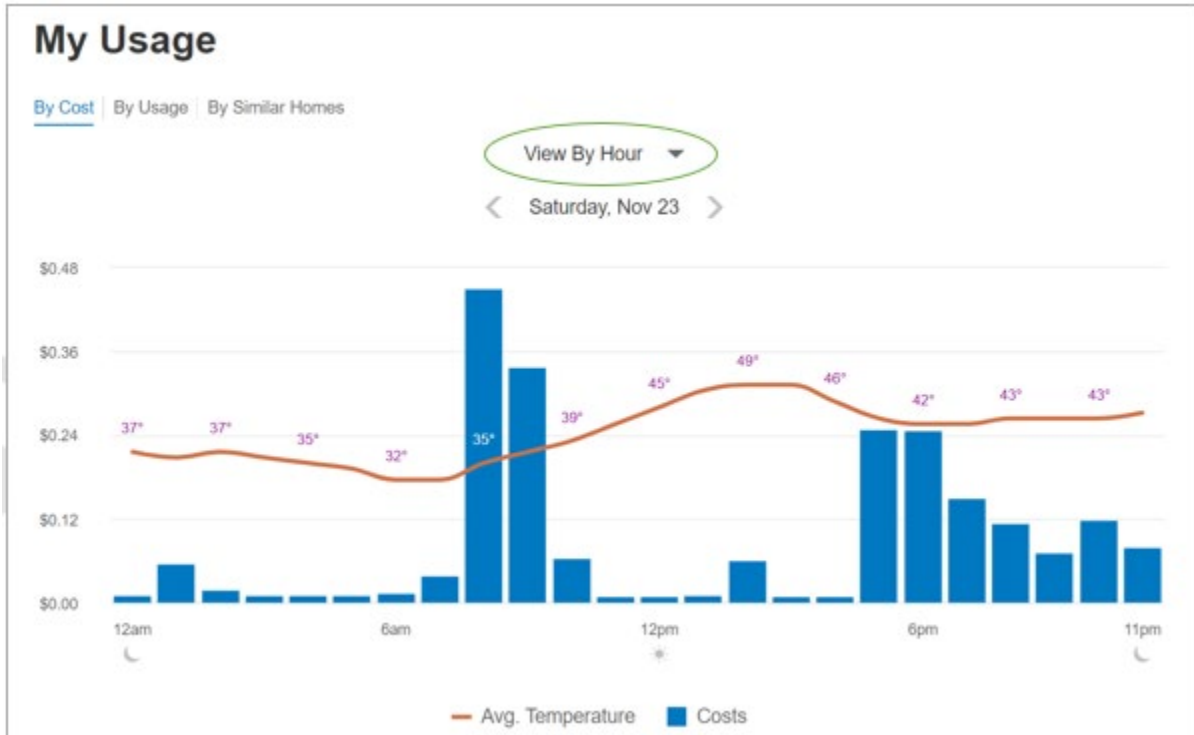 My Usage
By Cost By Usage By Similar Homes
View By Hour
Saturday, Nov 23
$0.48
$0.36
$0.24
$0.12
$0.00
37° 37° 35° 32° 35° 39° 45° 49° 46° 42° 43° 43°
12am 6am 12pm 6pm 11pm
Avg. Temperature Costs